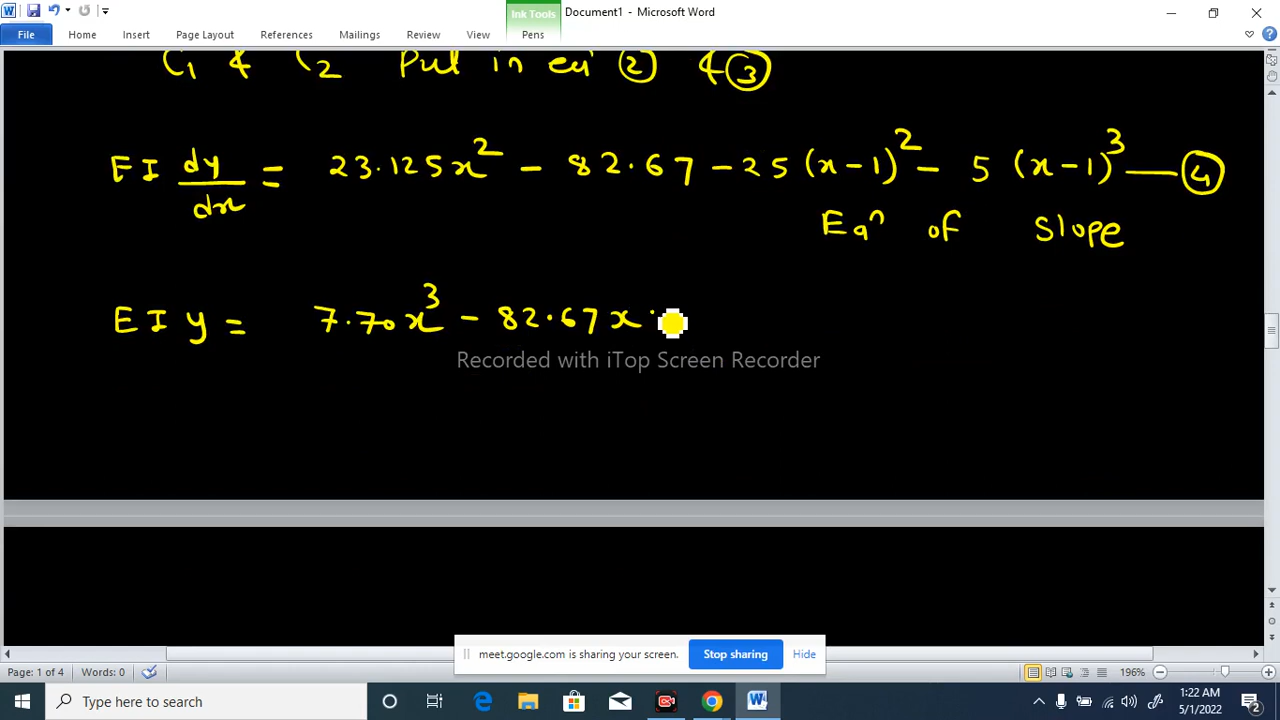 Ink Tools
Document1 - Microsoft Word
File Home Insert Page Layout References Mailings Review View Pens
C1 & C2 Put in eqn ② & ③
EI dy/dx = 23.125x² - 82.67 - 25 (x-1)² - 5 (x-1)³ — ④
Eqn of Slope
EI y = 7.70x³ - 82.67x
Recorded with iTop Screen Recorder
meet.google.com is sharing your screen. Stop sharing Hide
Page: 1 of 4 Words: 0 196%
Type here to search
1:22 AM
5/1/2022
2